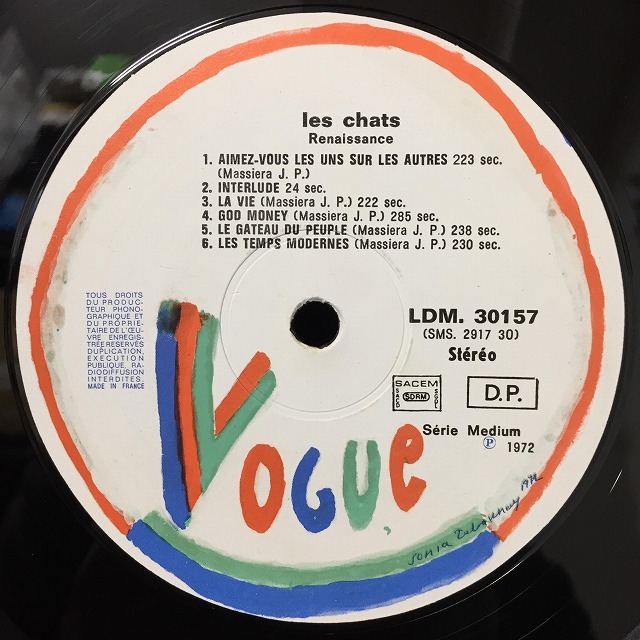 les chats
Renaissance
1. AIMEZ-VOUS LES UNS SUR LES AUTRES 223 sec.
(Massiera J. P.)
2. INTERLUDE 24 sec.
3. LA VIE (Massiera J. P.) 222 sec.
4. GOD MONEY (Massiera J. P.) 285 sec.
5. LE GATEAU DU PEUPLE (Massiera J. P.) 238 sec.
6. LES TEMPS MODERNES (Massiera J. P.) 230 sec.
TOUS DROITS
DU PRODUC-
TEUR PHONO-
GRAPHIQUE ET
DU PROPRIÉ-
TAIRE DE L'ŒU-
VRE ENREGIS-
TRÉE RESERVÉS
DUPLICATION,
EXECUTION
PUBLIQUE, RA-
DIODIFFUSION
INTERDITES.
MADE IN FRANCE
LDM. 30157
(SMS. 2917 30)
Stéréo
SACEM
SACD SDRM SGDL
D.P.
Série Medium
℗ 1972
VOGUE
sonia Delaunay 1972